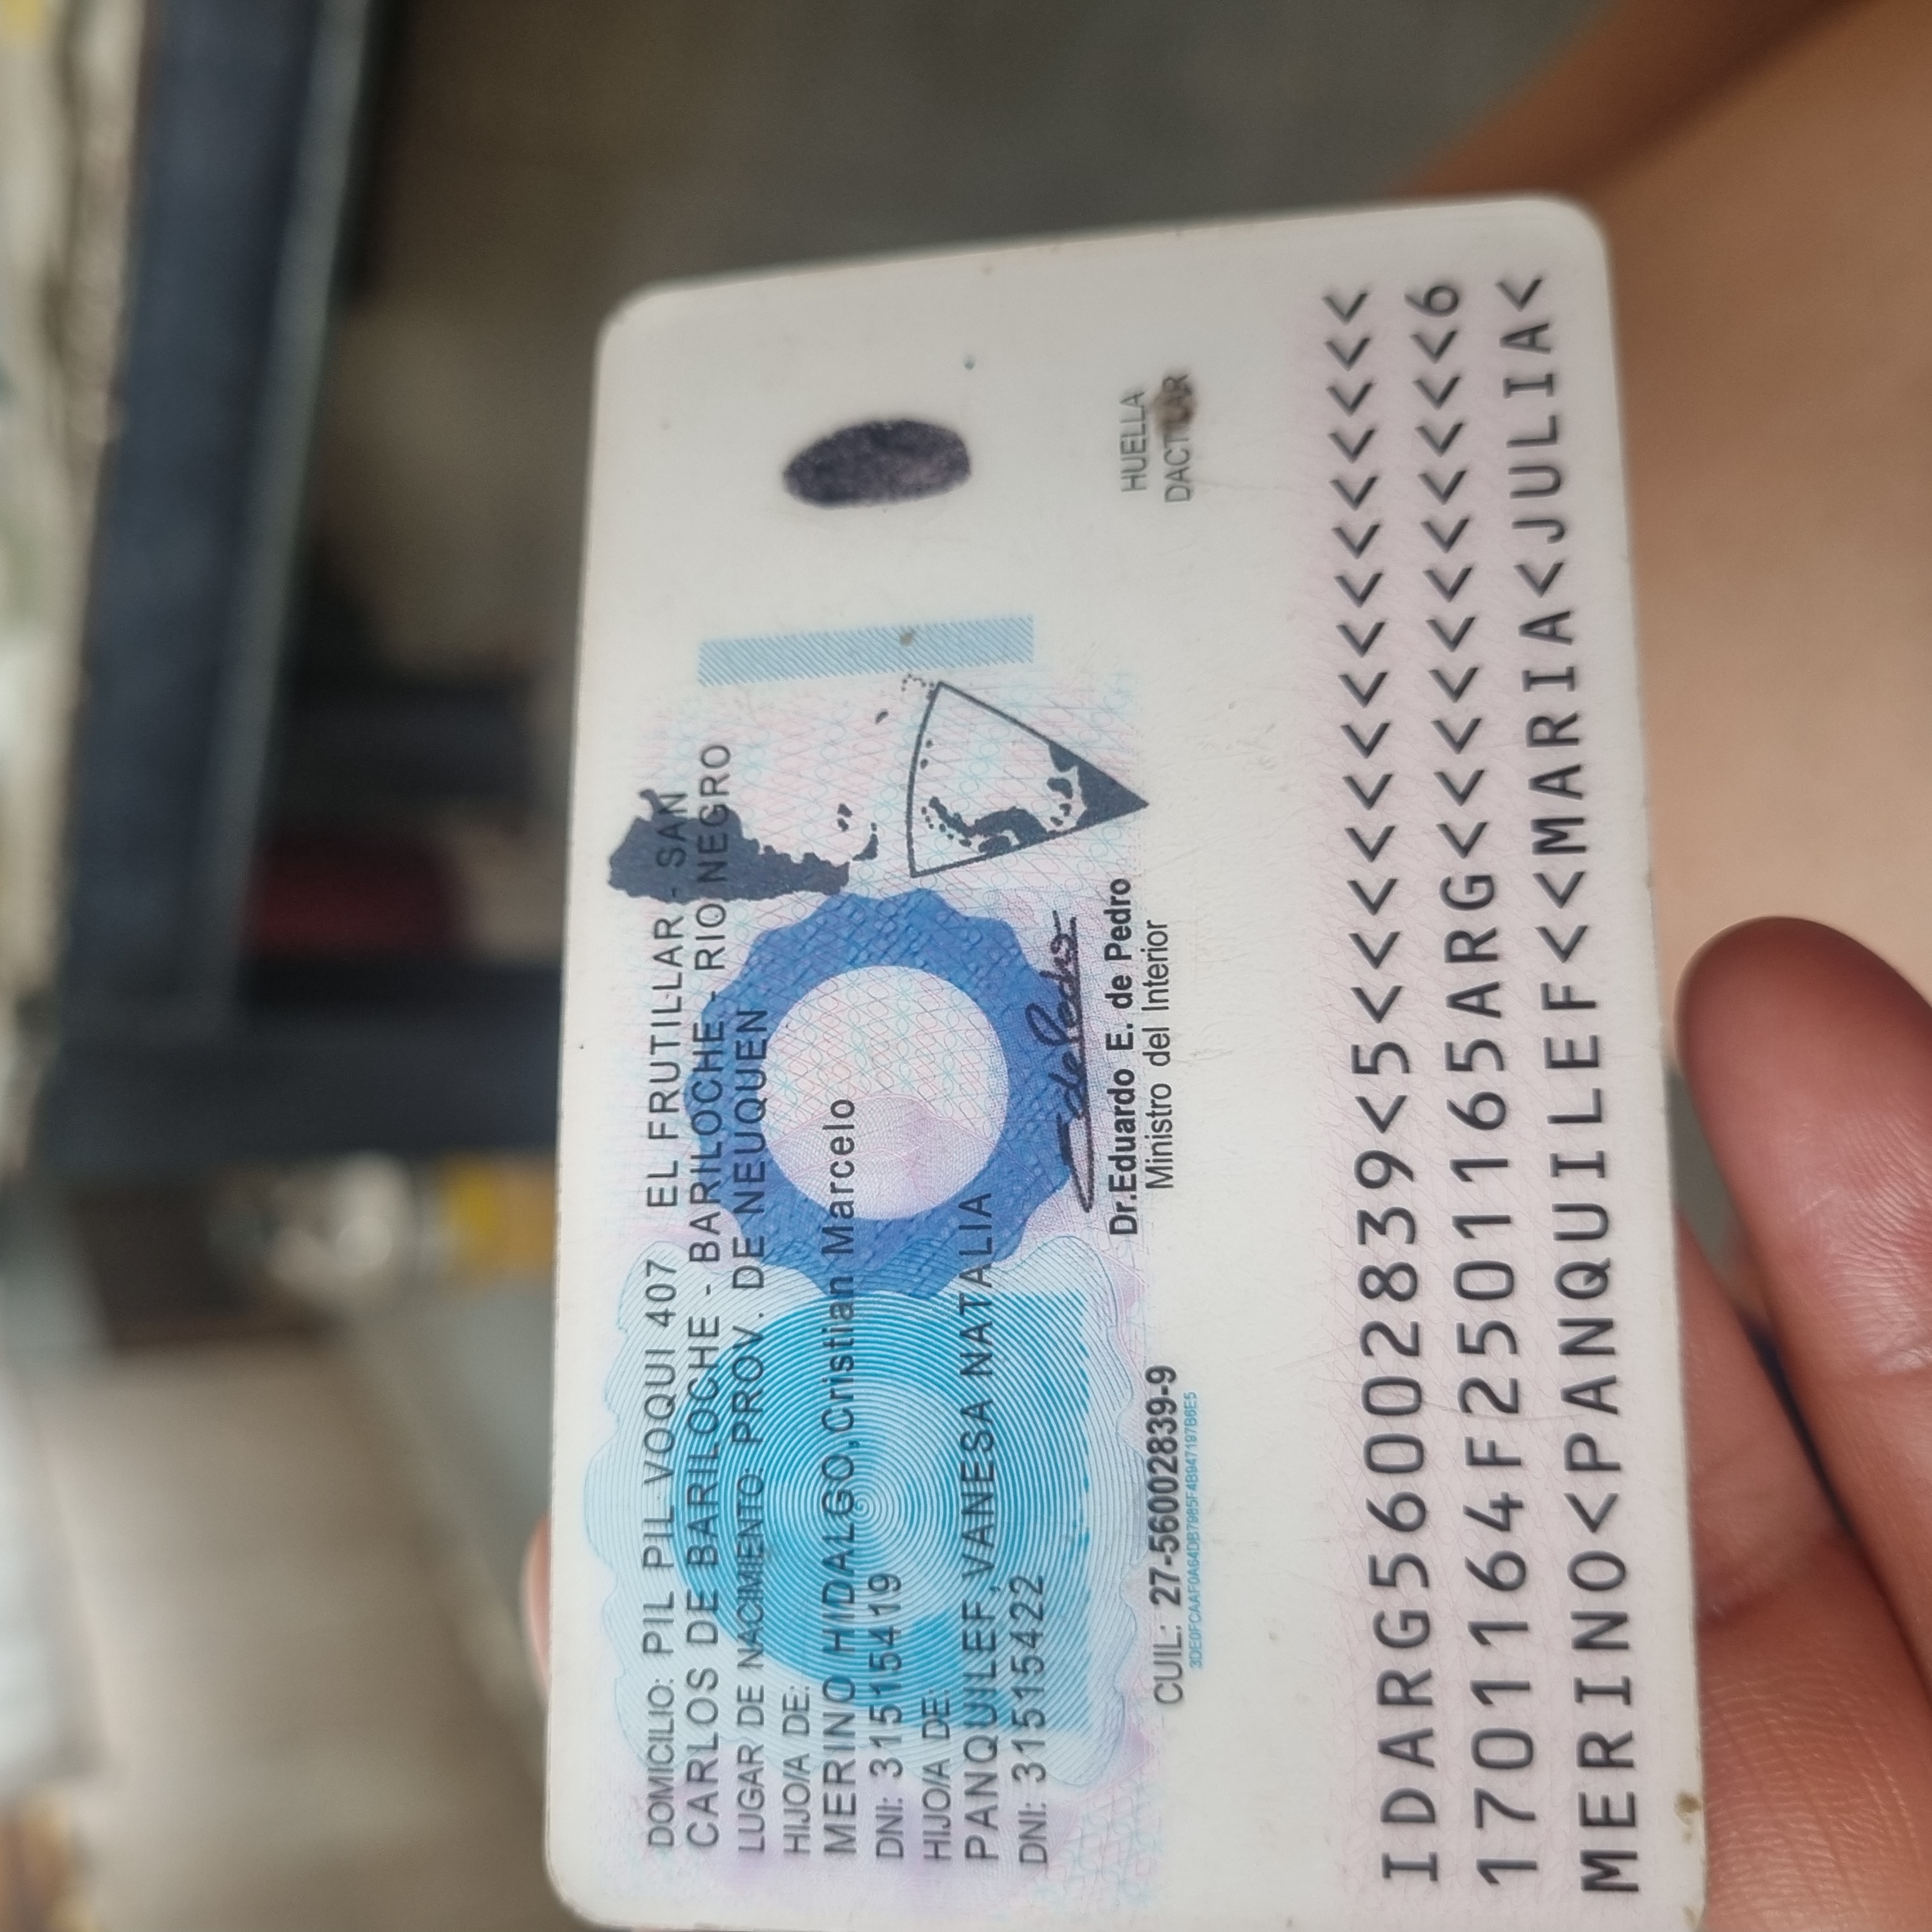 DOMICILIO: PIL PIL VOQUI 407 EL FRUTILLAR - SAN
CARLOS DE BARILOCHE - BARILOCHE - RIO NEGRO
LUGAR DE NACIMIENTO: PROV. DE NEUQUEN
HIJO/A DE:
MERINO HIDALGO,Cristian Marcelo
DNI: 31515419
HIJO/A DE:
PANQUILEF,VANESA NATALIA
DNI: 31515422
EdePedro
Dr.Eduardo E. de Pedro
Ministro del Interior
CUIL: 27-56002839-9
3DE0FCAAF0A64DB7985F4B947197B6E5
HUELLA
DACTILAR
IDARG56002839<5<<<<<<<<<<<<<<<
1701164F2501165ARG<<<<<<<<<<<6
MERINO<PANQUILEF<<MARIA<JULIA<